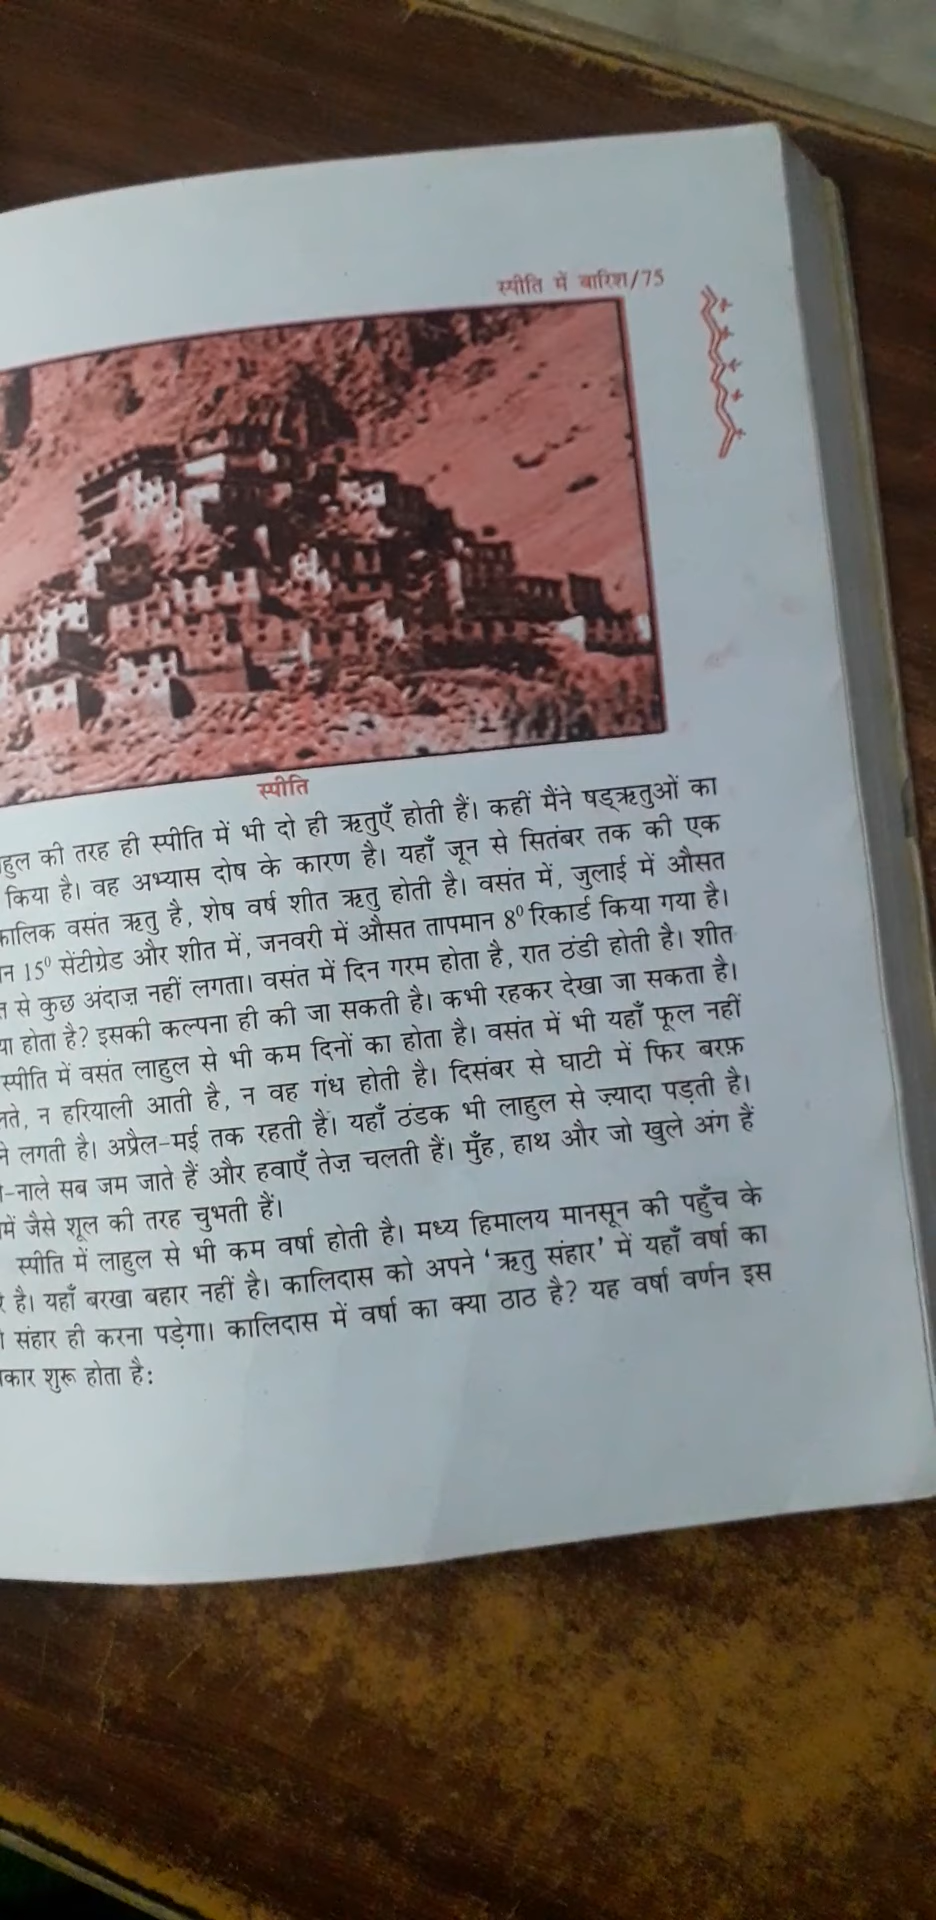 स्पीति में बारिश/75
स्पीति
की तरह ही स्पीति में भी दो ही ऋतुएँ होती हैं। कहीं मैंने षड्ऋतुओं का
किया है। वह अभ्यास दोष के कारण है। यहाँ जून से सितंबर तक की एक
वसंत ऋतु है, शेष वर्ष शीत ऋतु होती है। वसंत में, जुलाई में औसत
15⁰ सेंटीग्रेड और शीत में, जनवरी में औसत तापमान 8⁰ रिकार्ड किया गया है।
से कुछ अंदाज़ नहीं लगता। वसंत में दिन गरम होता है, रात ठंडी होती है। शीत
होता है? इसकी कल्पना ही की जा सकती है। कभी रहकर देखा जा सकता है।
स्पीति में वसंत लाहुल से भी कम दिनों का होता है। वसंत में भी यहाँ फूल नहीं
न हरियाली आती है, न वह गंध होती है। दिसंबर से घाटी में फिर बरफ़
लगती है। अप्रैल-मई तक रहती है। यहाँ ठंडक भी लाहुल से ज़्यादा पड़ती है।
-नाले सब जम जाते हैं और हवाएँ तेज़ चलती हैं। मुँह, हाथ और जो खुले अंग हैं
में जैसे शूल की तरह चुभती हैं।
स्पीति में लाहुल से भी कम वर्षा होती है। मध्य हिमालय मानसून की पहुँच के
है। यहाँ बरखा बहार नहीं है। कालिदास को अपने ‘ऋतु संहार’ में यहाँ वर्षा का
संहार ही करना पड़ेगा। कालिदास में वर्षा का क्या ठाठ है? यह वर्षा वर्णन इस
शुरू होता है: